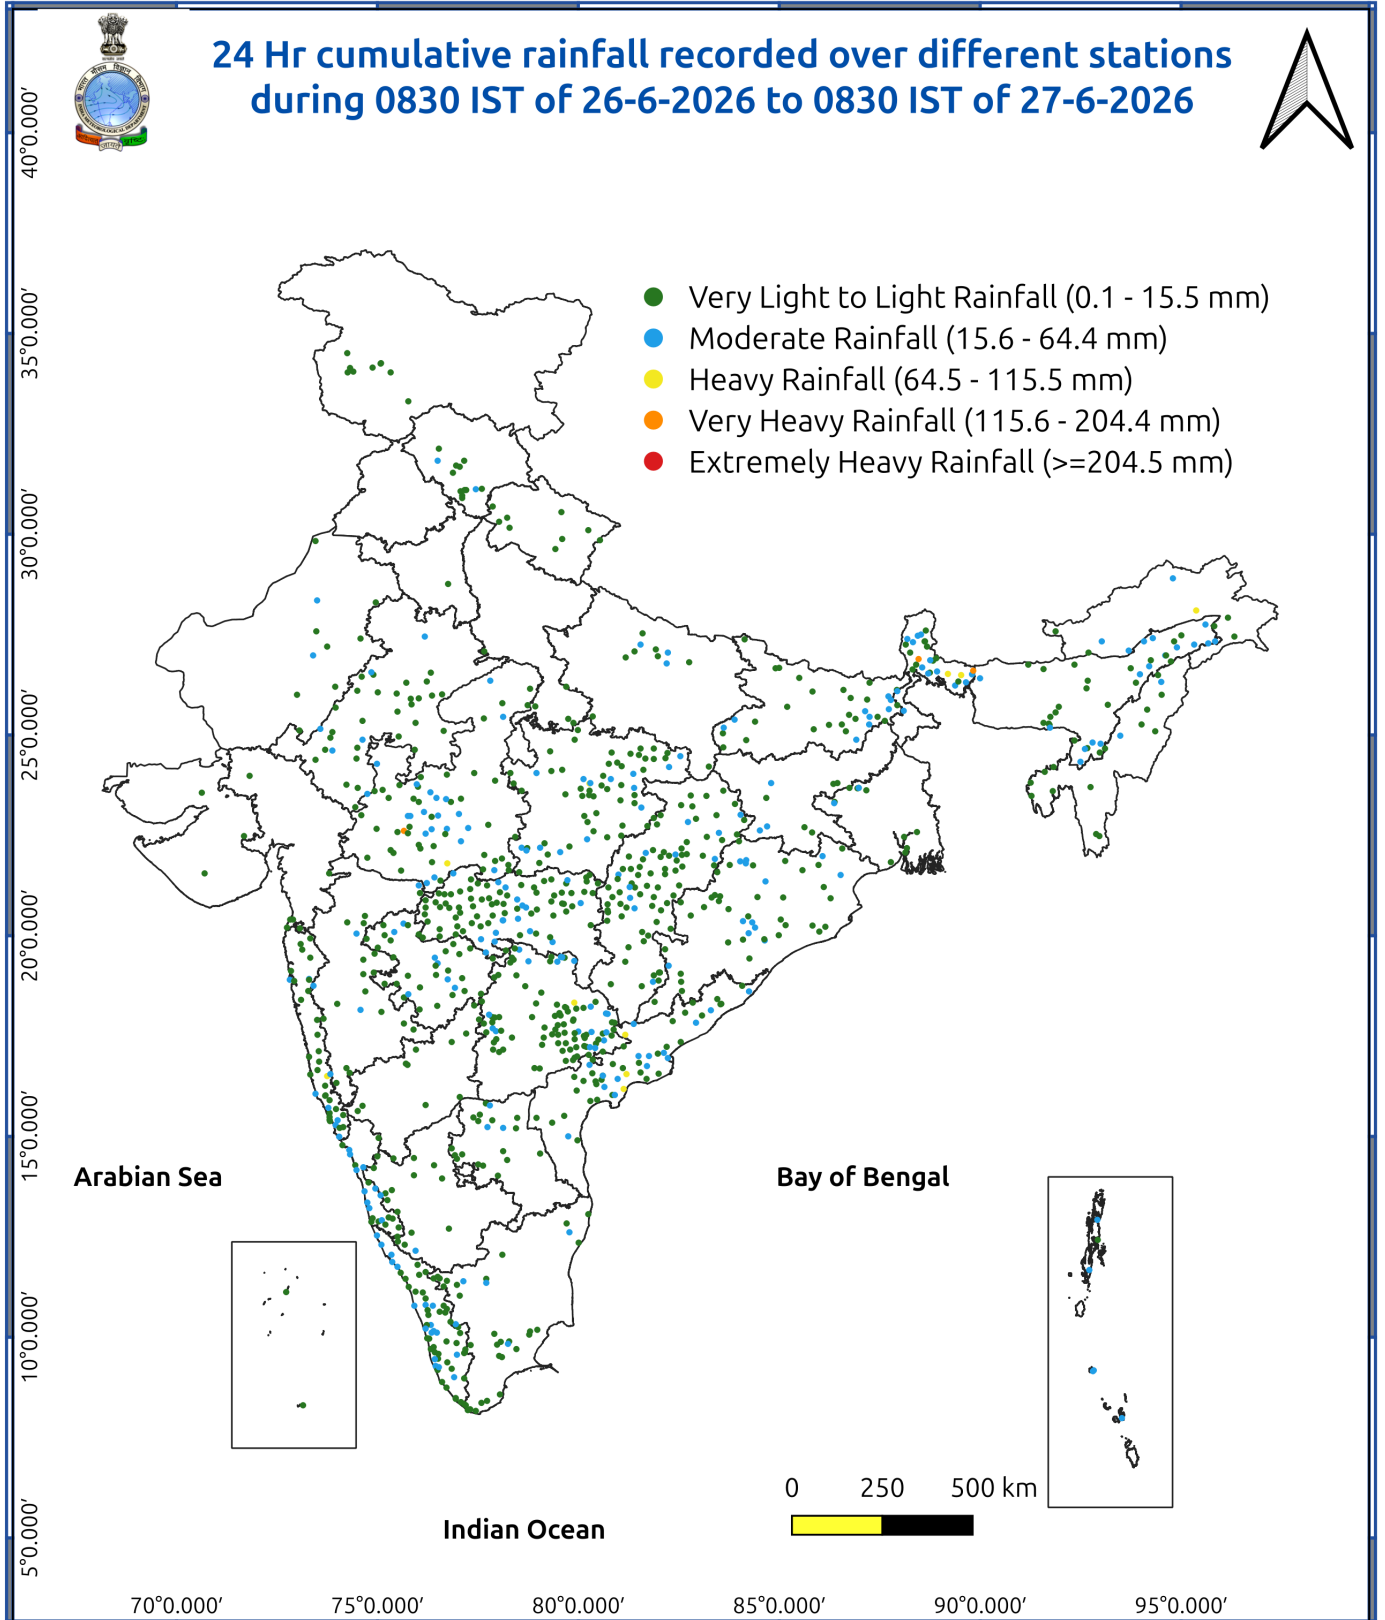 24 Hr cumulative rainfall recorded over different stations
during 0830 IST of 26-6-2026 to 0830 IST of 27-6-2026
Very Light to Light Rainfall (0.1 - 15.5 mm)
Moderate Rainfall (15.6 - 64.4 mm)
Heavy Rainfall (64.5 - 115.5 mm)
Very Heavy Rainfall (115.6 - 204.4 mm)
Extremely Heavy Rainfall (>=204.5 mm)
40°0.000′
35°0.000′
30°0.000′
25°0.000′
20°0.000′
15°0.000′
10°0.000′
5°0.000′
Arabian Sea
Bay of Bengal
Indian Ocean
0 250 500 km
70°0.000′ 75°0.000′ 80°0.000′ 85°0.000′ 90°0.000′ 95°0.000′